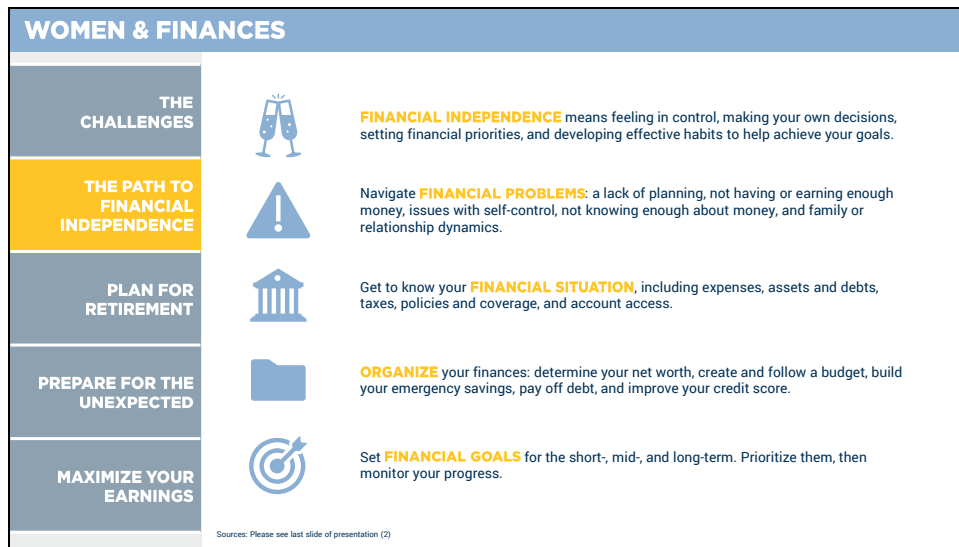 WOMEN & FINANCES
THE
CHALLENGES
THE PATH TO
FINANCIAL
INDEPENDENCE
PLAN FOR
RETIREMENT
PREPARE FOR THE
UNEXPECTED
MAXIMIZE YOUR
EARNINGS
FINANCIAL INDEPENDENCE means feeling in control, making your own decisions,
setting financial priorities, and developing effective habits to help achieve your goals.
Navigate FINANCIAL PROBLEMS: a lack of planning, not having or earning enough
money, issues with self-control, not knowing enough about money, and family or
relationship dynamics.
Get to know your FINANCIAL SITUATION, including expenses, assets and debts,
taxes, policies and coverage, and account access.
ORGANIZE your finances: determine your net worth, create and follow a budget, build
your emergency savings, pay off debt, and improve your credit score.
Set FINANCIAL GOALS for the short-, mid-, and long-term. Prioritize them, then
monitor your progress.
Sources: Please see last slide of presentation (2)